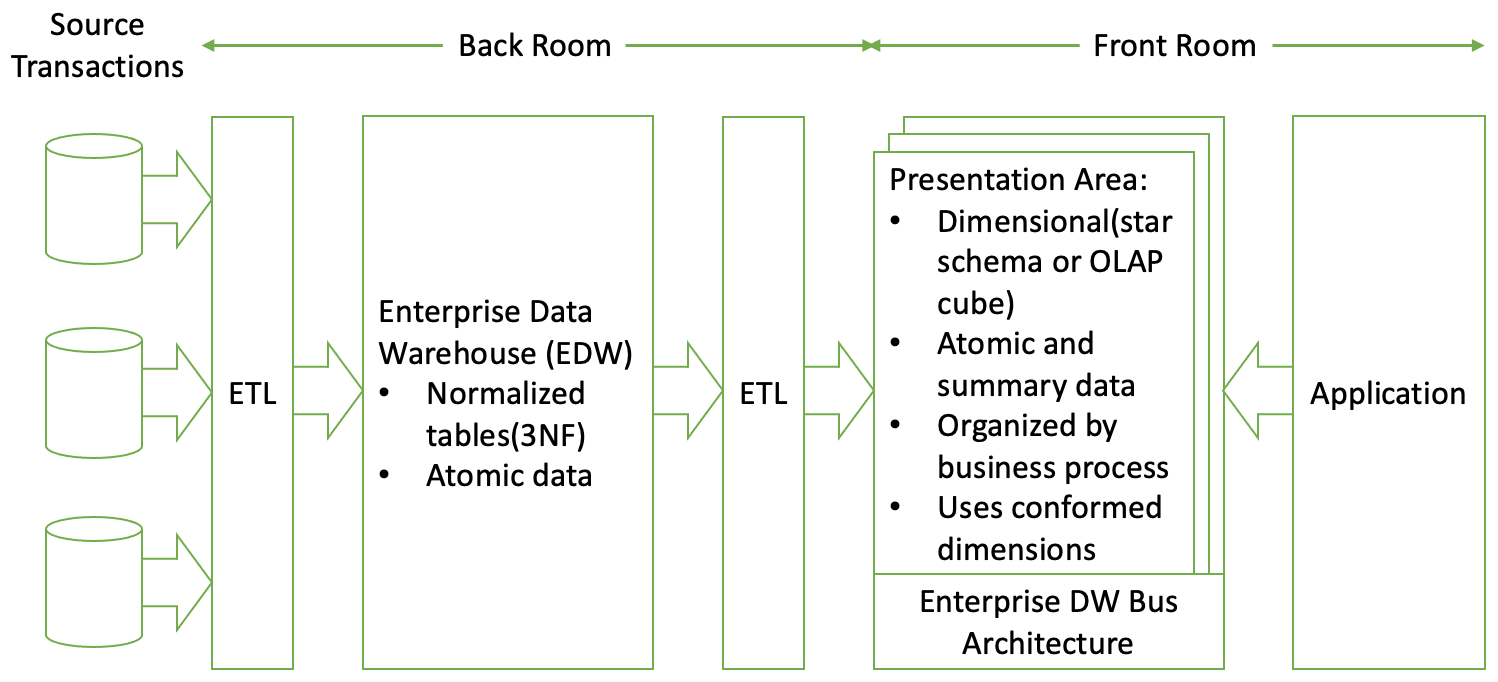 Source
Transactions
Back Room
Front Room
ETL
Enterprise Data
Warehouse (EDW)
• Normalized
tables(3NF)
• Atomic data
ETL
Presentation Area:
• Dimensional(star
schema or OLAP
cube)
• Atomic and
summary data
• Organized by
business process
• Uses conformed
dimensions
Enterprise DW Bus
Architecture
Application